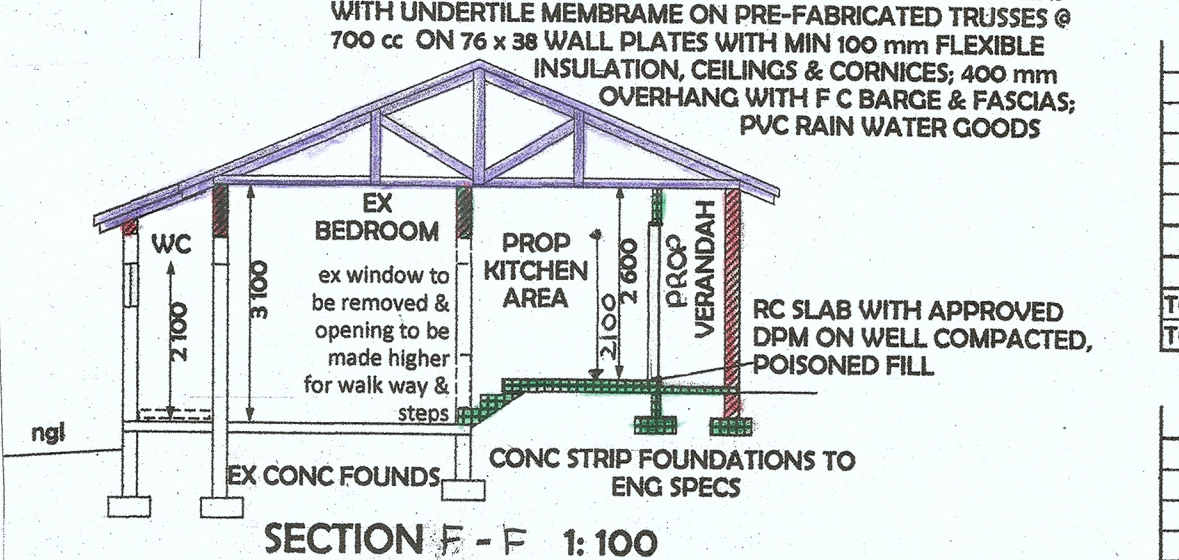 WITH UNDERTILE MEMBRAME ON PRE-FABRICATED TRUSSES @
700 cc ON 76 x 38 WALL PLATES WITH MIN 100 mm FLEXIBLE
INSULATION, CEILINGS & CORNICES; 400 mm
OVERHANG WITH F C BARGE & FASCIAS;
PVC RAIN WATER GOODS
WC
2 100
3 100
EX
BEDROOM
ex window to
be removed &
opening to be
made higher
for walk way &
steps
PROP
KITCHEN
AREA
2100
2 600
PROP
VERANDAH
RC SLAB WITH APPROVED
DPM ON WELL COMPACTED,
POISONED FILL
ngl
EX CONC FOUNDS
CONC STRIP FOUNDATIONS TO
ENG SPECS
SECTION F - F 1: 100